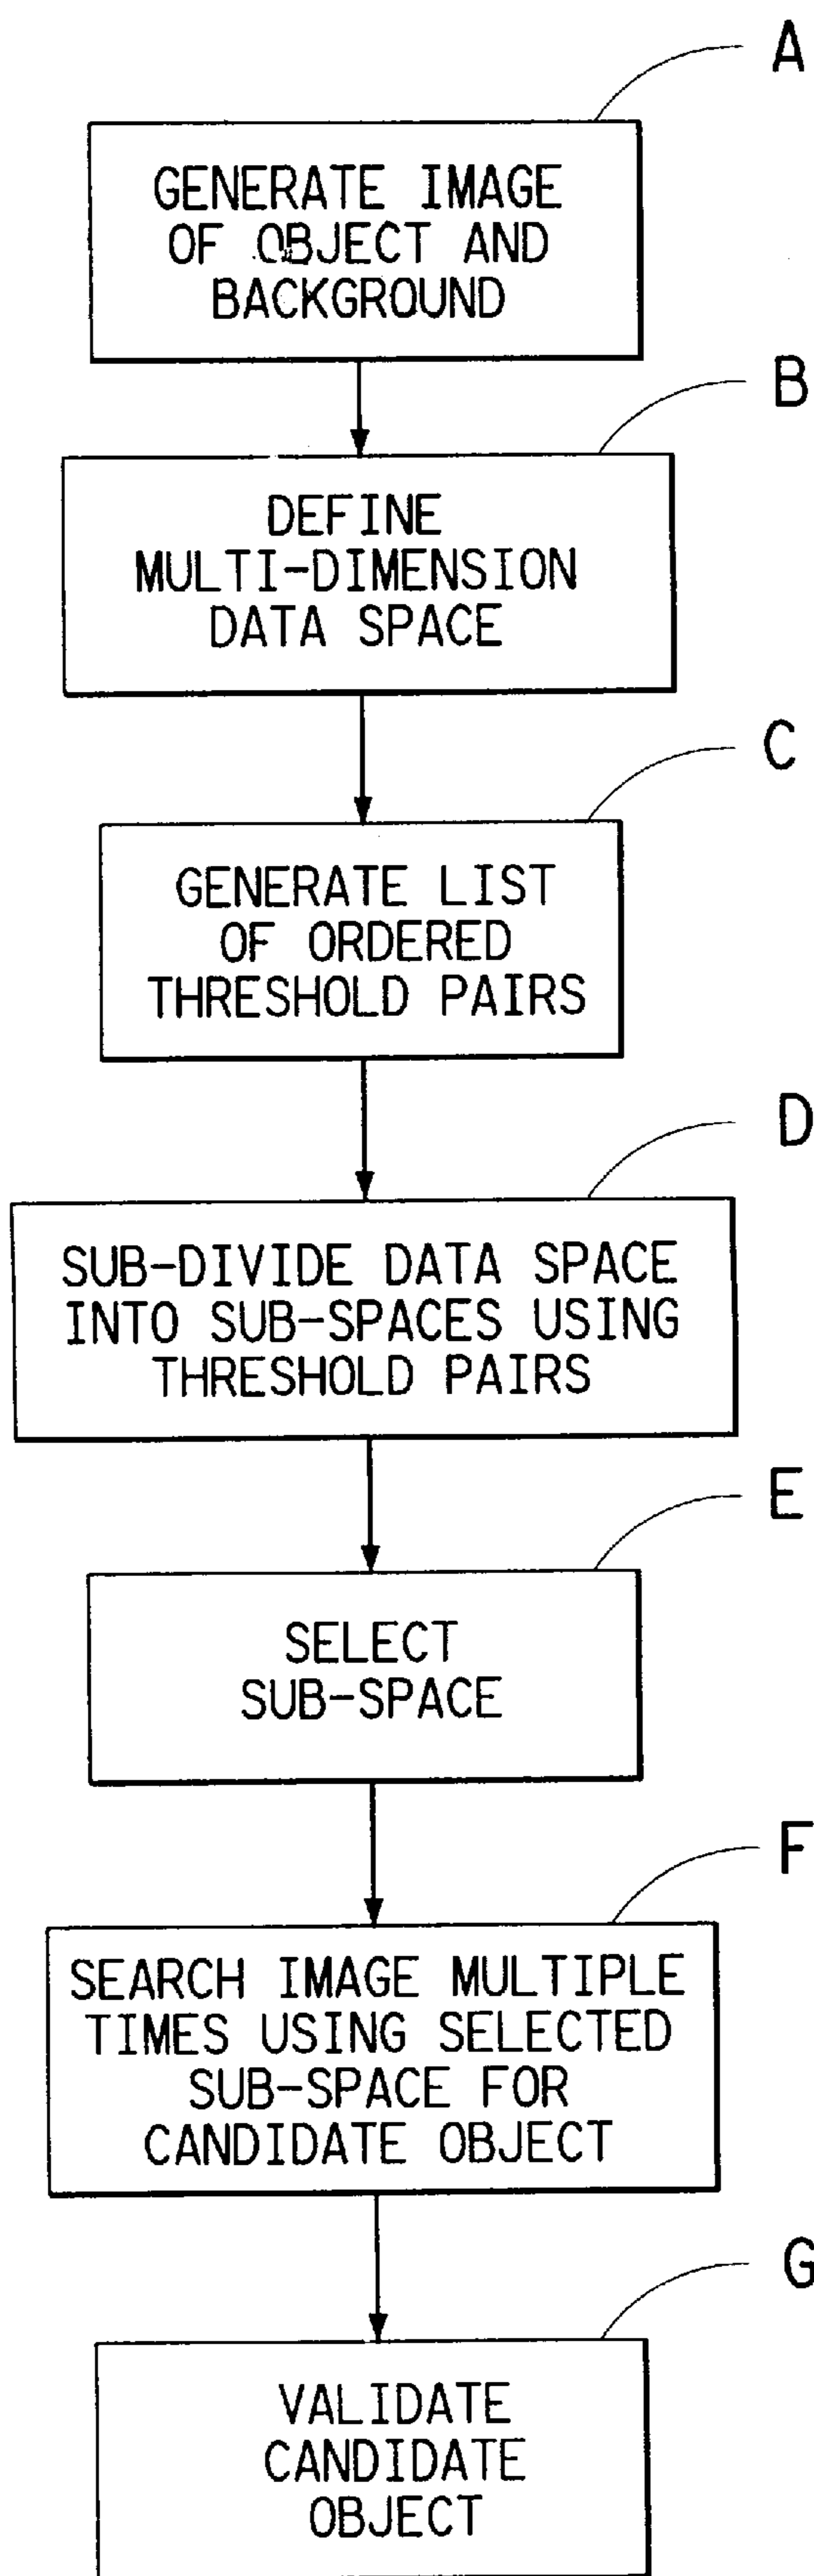 A
GENERATE IMAGE
OF OBJECT AND
BACKGROUND
B
DEFINE
MULTI-DIMENSION
DATA SPACE
C
GENERATE LIST
OF ORDERED
THRESHOLD PAIRS
D
SUB-DIVIDE DATA SPACE
INTO SUB-SPACES USING
THRESHOLD PAIRS
E
SELECT
SUB-SPACE
F
SEARCH IMAGE MULTIPLE
TIMES USING SELECTED
SUB-SPACE FOR
CANDIDATE OBJECT
G
VALIDATE
CANDIDATE
OBJECT